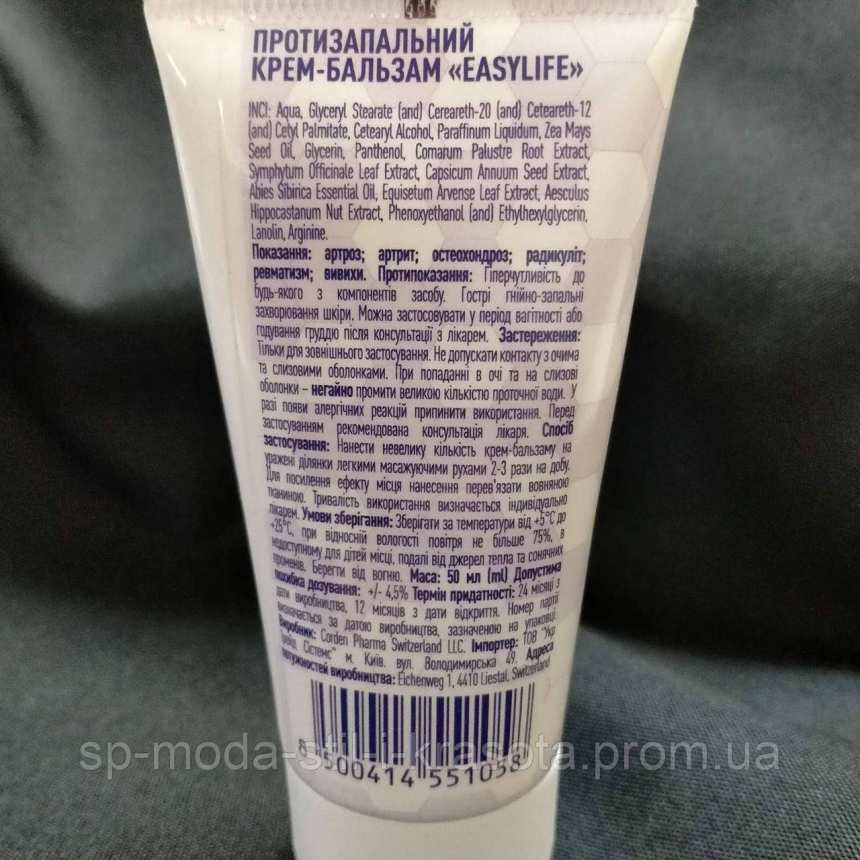 ПРОТИЗАПАЛЬНИЙ
КРЕМ-БАЛЬЗАМ «EASYLIFE»
INCI: Aqua, Glyceryl Stearate (and) Cereareth-20 (and) Ceteareth-12
(and) Cetyl Palmitate, Cetearyl Alcohol, Paraffinum Liquidum, Zea Mays
Seed Oil, Glycerin, Panthenol, Comarum Palustre Root Extract,
Symphytum Officinale Leaf Extract, Capsicum Annuum Seed Extract,
Abies Sibirica Essential Oil, Equisetum Arvense Leaf Extract, Aesculus
Hippocastanum Nut Extract, Phenoxyethanol (and) Ethylhexylglycerin,
Lanolin, Arginine.
Показання: артроз; артрит; остеохондроз; радикуліт;
ревматизм; вивихи. Протипоказання: Гіперчутливість до
будь-якого з компонентів засобу. Гострі гнійно-запальні
захворювання шкіри. Можна застосовувати у період вагітності або
годування груддю після консультації з лікарем. Застереження:
Тільки для зовнішнього застосування. Не допускати контакту з очима
та слизовими оболонками. При попаданні в очі та на слизові
оболонки – негайно промити великою кількістю проточної води. У
разі появи алергічних реакцій припинити використання. Перед
застосуванням рекомендована консультація лікаря. Спосіб
застосування: Нанести невелику кількість крем-бальзаму на
уражені ділянки легкими масажуючими рухами 2-3 рази на добу.
Для посилення ефекту місця нанесення перев'язати вовняною
тканиною. Тривалість використання визначається індивідуально
лікарем. Умови зберігання: Зберігати за температури від +5°C до
+25°C, при відносній вологості повітря не більше 75%, в
недоступному для дітей місці, подалі від джерел тепла та сонячних
променів. Берегти від вогню. Маса: 50 мл (ml) Допустима
похибка дозування: +/- 4,5% Термін придатності: 24 місяці з
дати виробництва, 12 місяців з дати відкриття. Номер партії
визначається за датою виробництва, зазначеною на упаковці.
Виробник: Corden Pharma Switzerland LLC. Імпортер: ТОВ "Укр
Трейд Сістемс" м. Київ. вул. Володимирська 49. Адреса
потужностей виробництва: Eichenweg 1, 4410 Liestal, Switzerland
8 500414 551058
sp-moda-stil-i-krasota.prom.ua